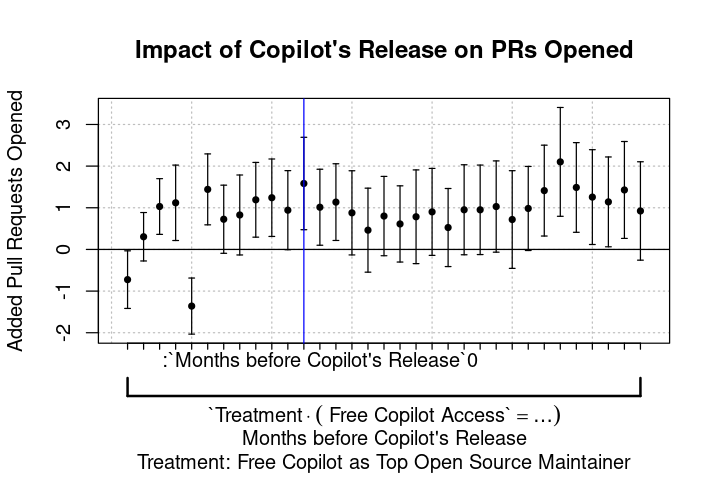 Impact of Copilot's Release on PRs Opened
Added Pull Requests Opened
3
2
1
0
-1
-2
:`Months before Copilot's Release`0
`Treatment · ( Free Copilot Access` = …)
Months before Copilot's Release
Treatment: Free Copilot as Top Open Source Maintainer